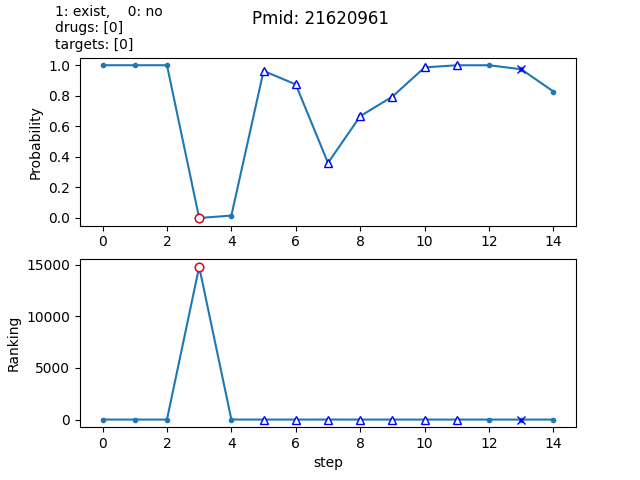 1: exist,    0: no
drugs: [0]
targets: [0]
Pmid: 21620961
Probability
1.0
0.8
0.6
0.4
0.2
0.0
0 2 4 6 8 10 12 14
Ranking
15000
10000
5000
0
0 2 4 6 8 10 12 14
step